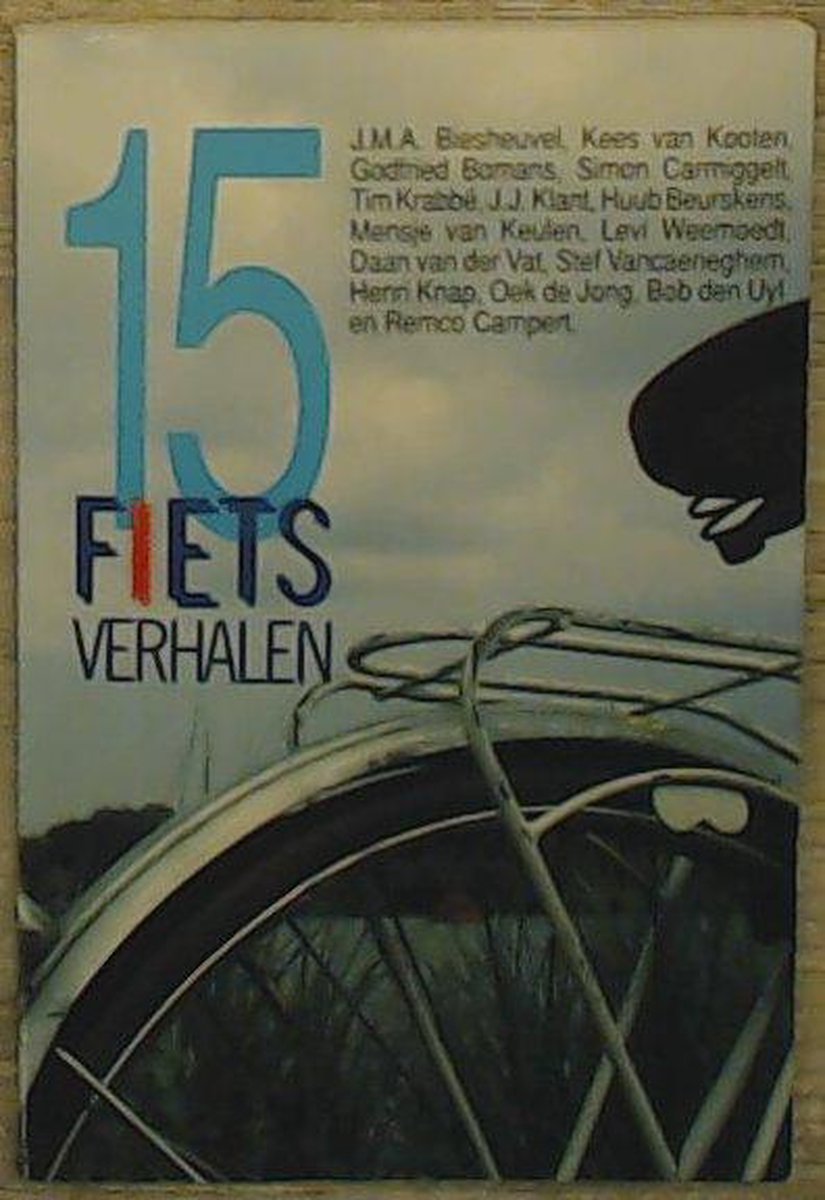 15
FIETS
VERHALEN
J.M.A. Biesheuvel, Kees van Kooten,
Godfried Bomans, Simon Carmiggelt,
Tim Krabbé, J.J. Klant, Huub Beurskens,
Mensje van Keulen, Levi Weemoedt,
Daan van der Vat, Stef Vancaeneghem,
Henri Knap, Oek de Jong, Bob den Uyl
en Remco Campert.